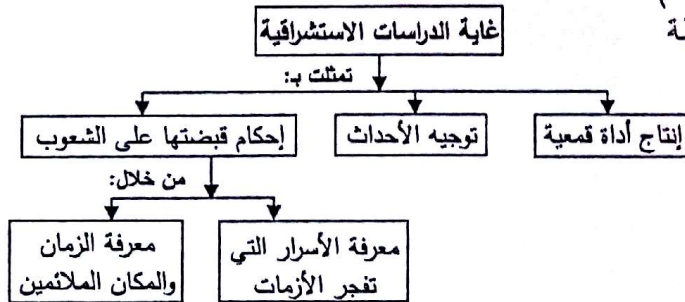 غاية الدراسات الاستشراقية
تمثلت بـ:
إنتاج أداة قمعية
توجيه الأحداث
إحكام قبضتها على الشعوب
من خلال:
معرفة الأسرار التي
تفجر الأزمات
معرفة الزمان
والمكان الملائمين